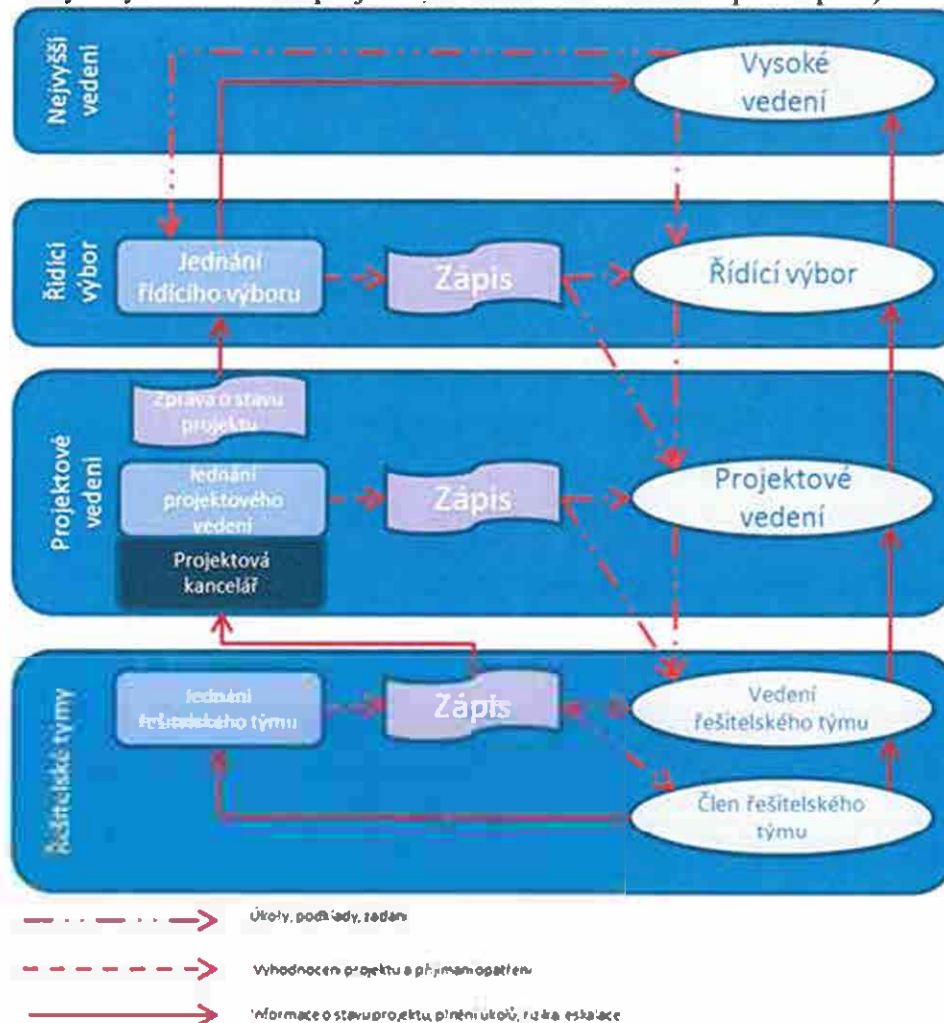 Nejvyšší
vedení
Vysoké
vedení
Řídící
výbor
Jednání
řídícího výboru
Zápis
Řídící výbor
Projektové
vedení
Zpráva o stavu
projektu
Jednání
projektového
vedení
Projektová
kancelář
Zápis
Projektové
vedení
Řešitelské týmy
Jednání
řešitelského týmu
Zápis
Vedení
řešitelského týmu
Člen řešitelského
týmu
Úkoly, podklady, zadání
Vyhodnocení projektu a přijímání opatření
Informace o stavu projektu, plnění úkolů, rizika, eskalace